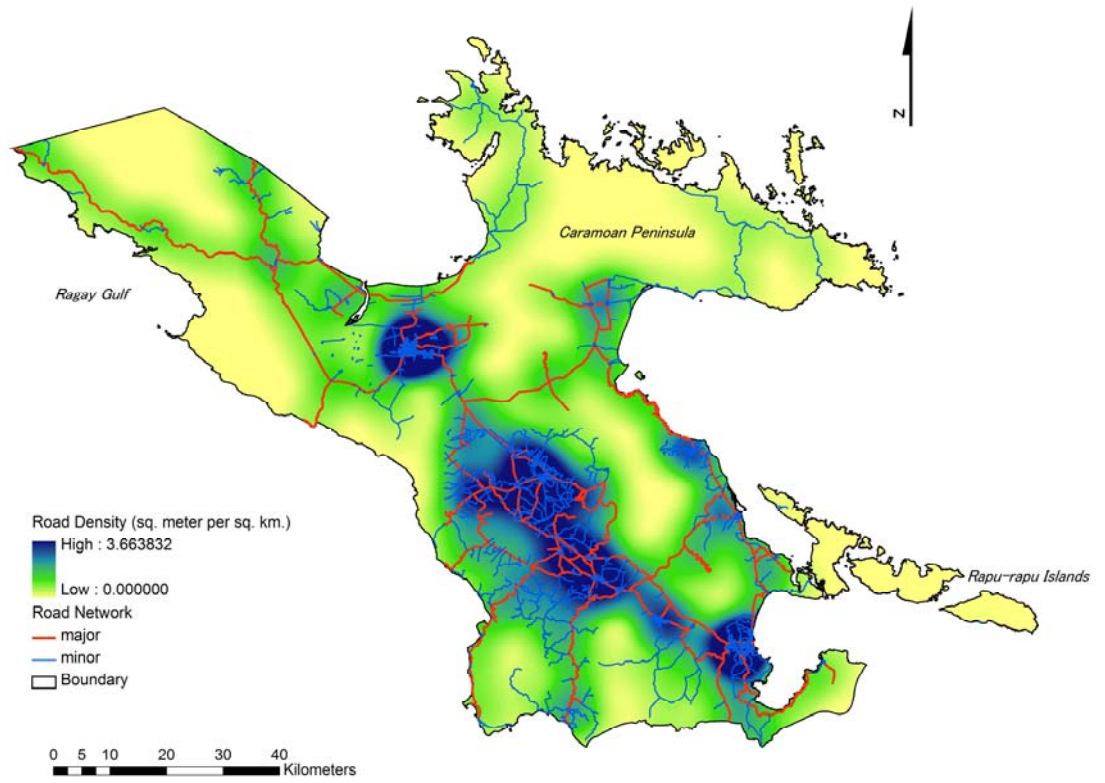 N
Caramoan Peninsula
Ragay Gulf
Rapu-rapu Islands
Road Density (sq. meter per sq. km.)
High : 3.663832
Low : 0.000000
Road Network
major
minor
Boundary
0 5 10 20 30 40
Kilometers